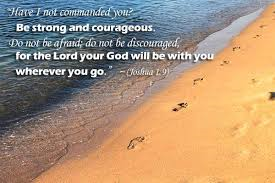 "Have I not commanded you?
Be strong and courageous.
Do not be afraid; do not be discouraged,
for the Lord your God will be with you
wherever you go." ~ (Joshua 1:9)